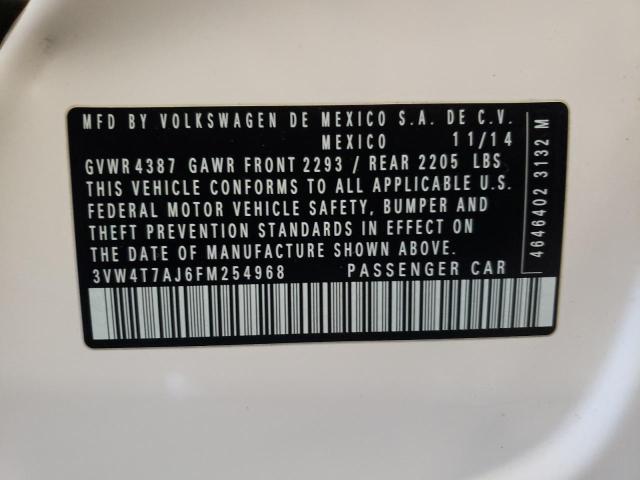 MFD BY VOLKSWAGEN DE MEXICO S.A. DE C.V.
MEXICO 11/14
GVWR 4387 GAWR FRONT 2293 / REAR 2205 LBS
THIS VEHICLE CONFORMS TO ALL APPLICABLE U.S.
FEDERAL MOTOR VEHICLE SAFETY, BUMPER AND
THEFT PREVENTION STANDARDS IN EFFECT ON
THE DATE OF MANUFACTURE SHOWN ABOVE.
3VW4T7AJ6FM254968 PASSENGER CAR
4646402 3132 M